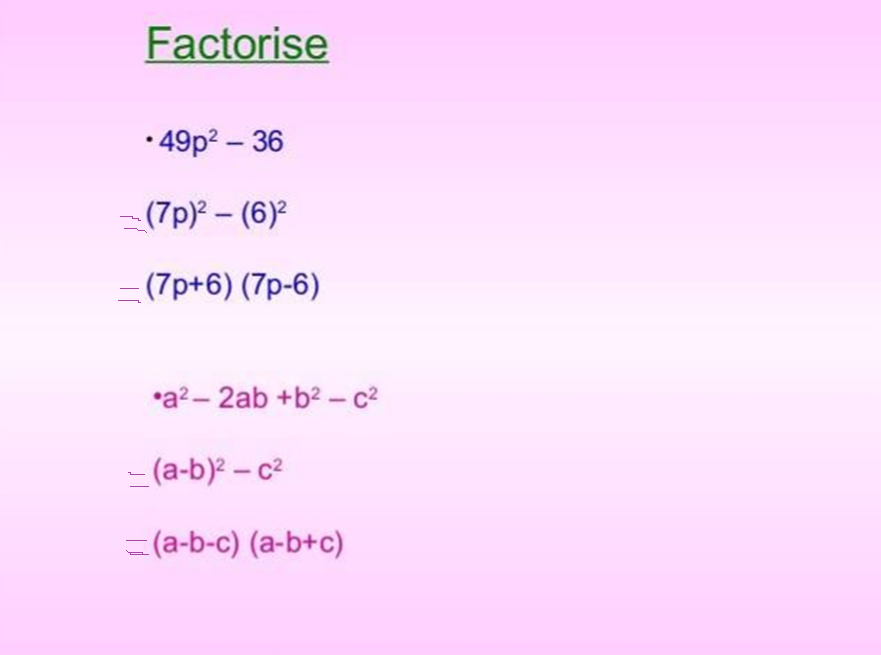 Factorise
• 49p² – 36
= (7p)² – (6)²
= (7p+6) (7p-6)
•a² – 2ab +b² – c²
= (a-b)² – c²
= (a-b-c) (a-b+c)